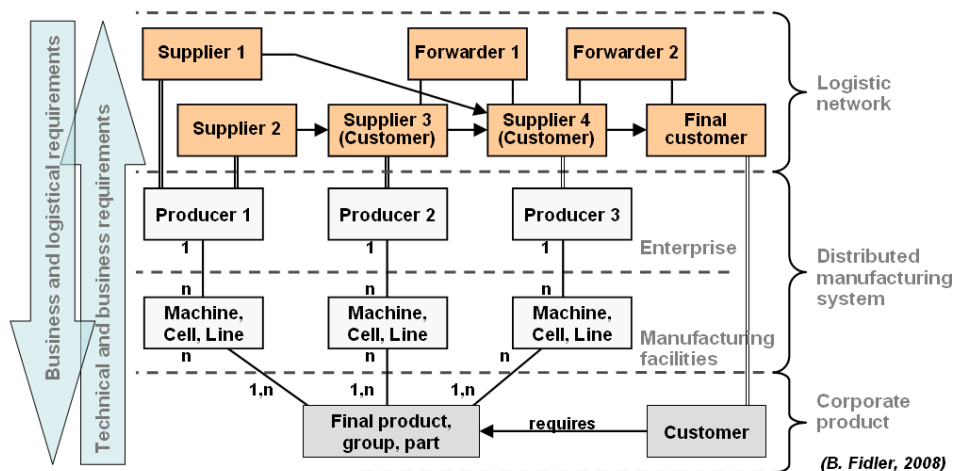 Business and logistical requirements
Technical and business requirements
Supplier 1
Forwarder 1
Forwarder 2
Logistic
network
Supplier 2
Supplier 3
(Customer)
Supplier 4
(Customer)
Final
customer
Producer 1
Producer 2
Producer 3
1
1
1
Enterprise
Distributed
manufacturing
system
n
n
n
Machine,
Cell, Line
Machine,
Cell, Line
Machine,
Cell, Line
Manufacturing
facilities
n
n
n
1,n
1,n
1,n
Final product,
group, part
requires
Customer
Corporate
product
(B. Fidler, 2008)